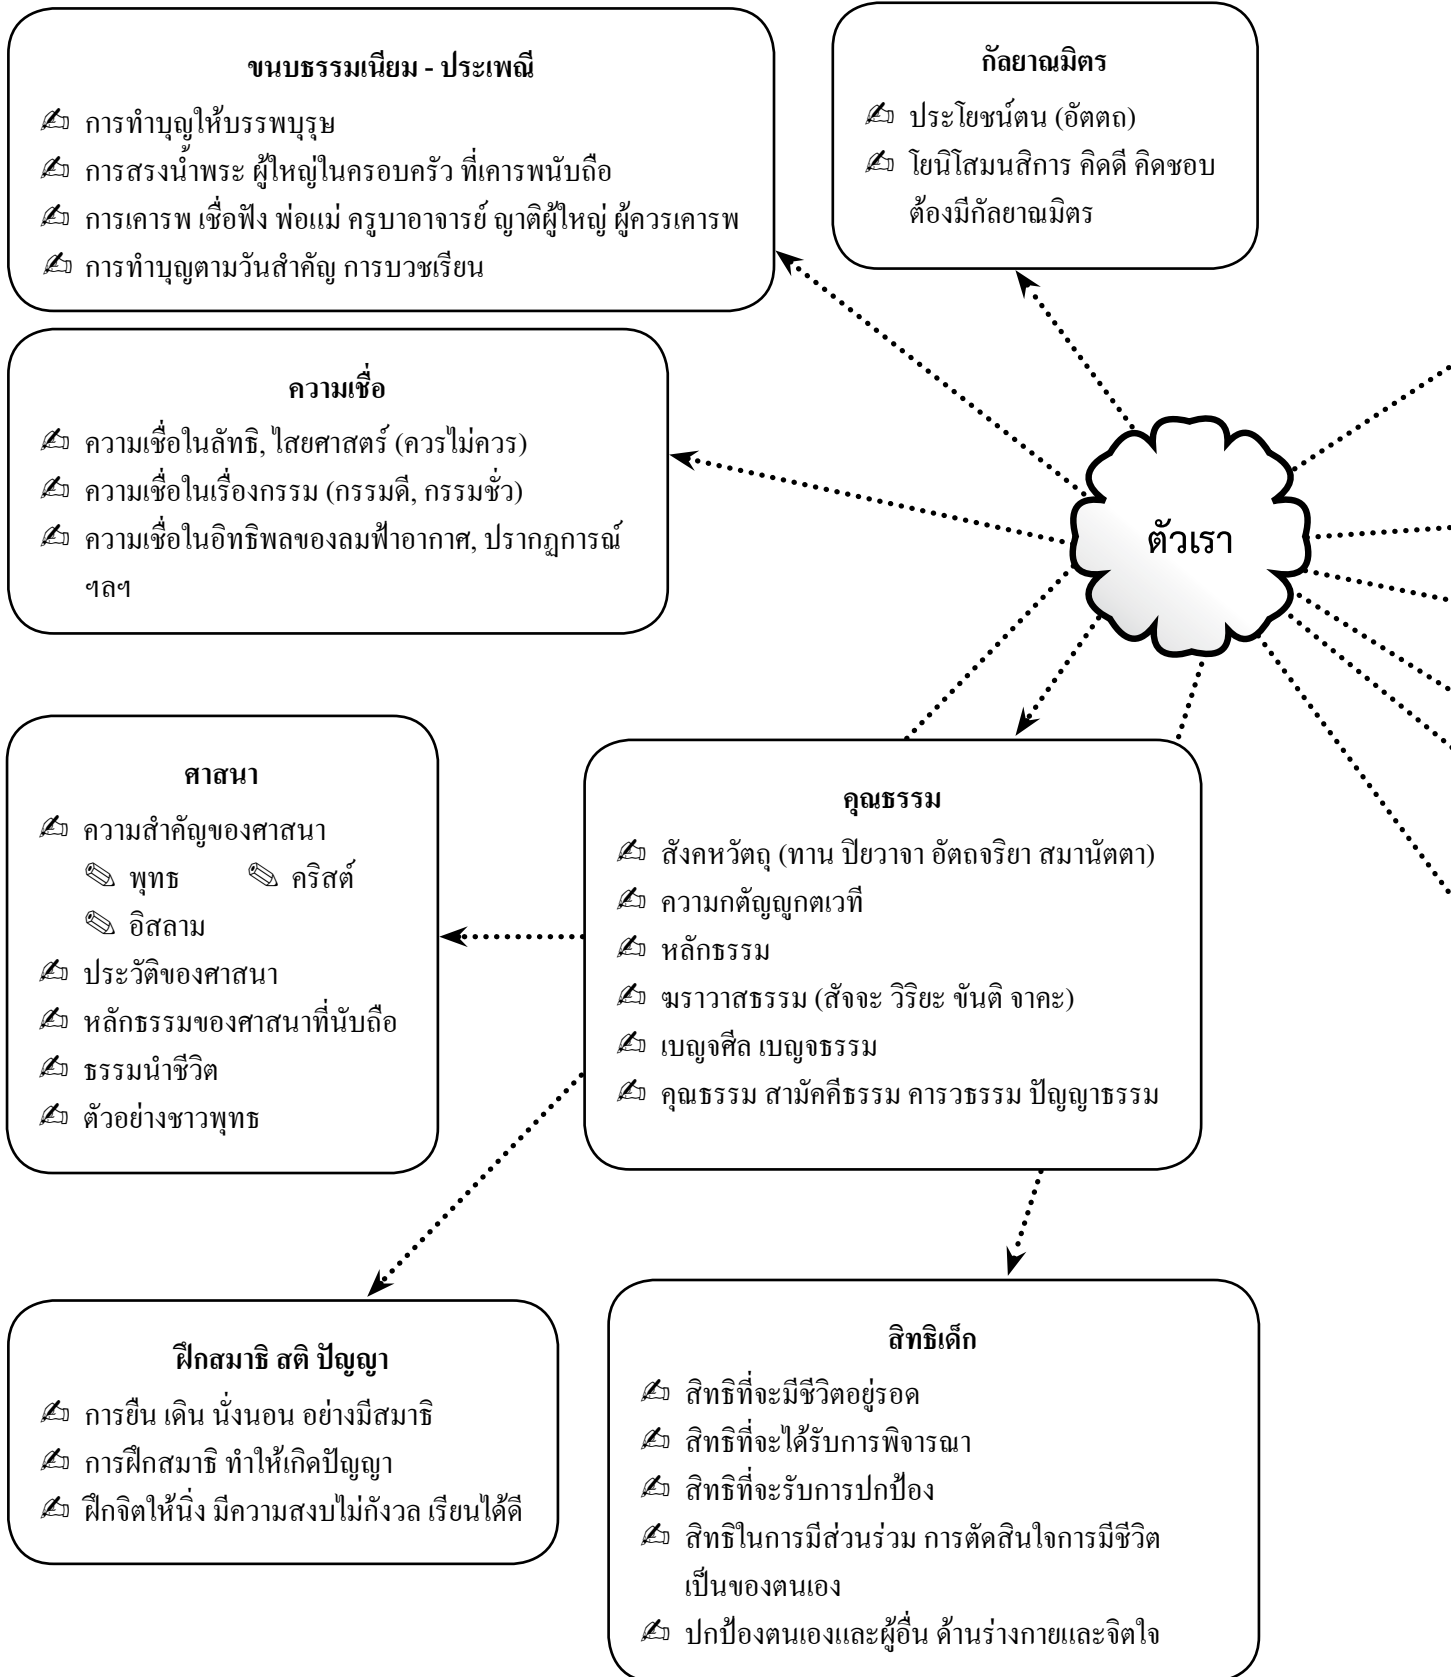 ขนบธรรมเนียม - ประเพณี
✍ การทำบุญให้บรรพบุรุษ
✍ การสรงน้ำพระ ผู้ใหญ่ในครอบครัว ที่เคารพนับถือ
✍ การเคารพ เชื่อฟัง พ่อแม่ ครูบาอาจารย์ ญาติผู้ใหญ่ ผู้ควรเคารพ
✍ การทำบุญตามวันสำคัญ การบวชเรียน
กัลยาณมิตร
✍ ประโยชน์ตน (อัตตถ)
✍ โยนิโสมนสิการ คิดดี คิดชอบ
ต้องมีกัลยาณมิตร
ความเชื่อ
✍ ความเชื่อในลัทธิ, ไสยศาสตร์ (ควรไม่ควร)
✍ ความเชื่อในเรื่องกรรม (กรรมดี, กรรมชั่ว)
✍ ความเชื่อในอิทธิพลของลมฟ้าอากาศ, ปรากฏการณ์
ฯลฯ
ตัวเรา
ศาสนา
✍ ความสำคัญของศาสนา
✎ พุทธ ✎ คริสต์
✎ อิสลาม
✍ ประวัติของศาสนา
✍ หลักธรรมของศาสนาที่นับถือ
✍ ธรรมนำชีวิต
✍ ตัวอย่างชาวพุทธ
คุณธรรม
✍ สังคหวัตถุ (ทาน ปิยวาจา อัตถจริยา สมานัตตา)
✍ ความกตัญญูกตเวที
✍ หลักธรรม
✍ ฆราวาสธรรม (สัจจะ วิริยะ ขันติ จาคะ)
✍ เบญจศีล เบญจธรรม
✍ คุณธรรม สามัคคีธรรม คารวธรรม ปัญญาธรรม
ฝึกสมาธิ สติ ปัญญา
✍ การยืน เดิน นั่งนอน อย่างมีสมาธิ
✍ การฝึกสมาธิ ทำให้เกิดปัญญา
✍ ฝึกจิตให้นิ่ง มีความสงบไม่กังวล เรียนได้ดี
สิทธิเด็ก
✍ สิทธิที่จะมีชีวิตอยู่รอด
✍ สิทธิที่จะได้รับการพิจารณา
✍ สิทธิที่จะรับการปกป้อง
✍ สิทธิในการมีส่วนร่วม การตัดสินใจการมีชีวิต
เป็นของตนเอง
✍ ปกป้องตนเองและผู้อื่น ด้านร่างกายและจิตใจ